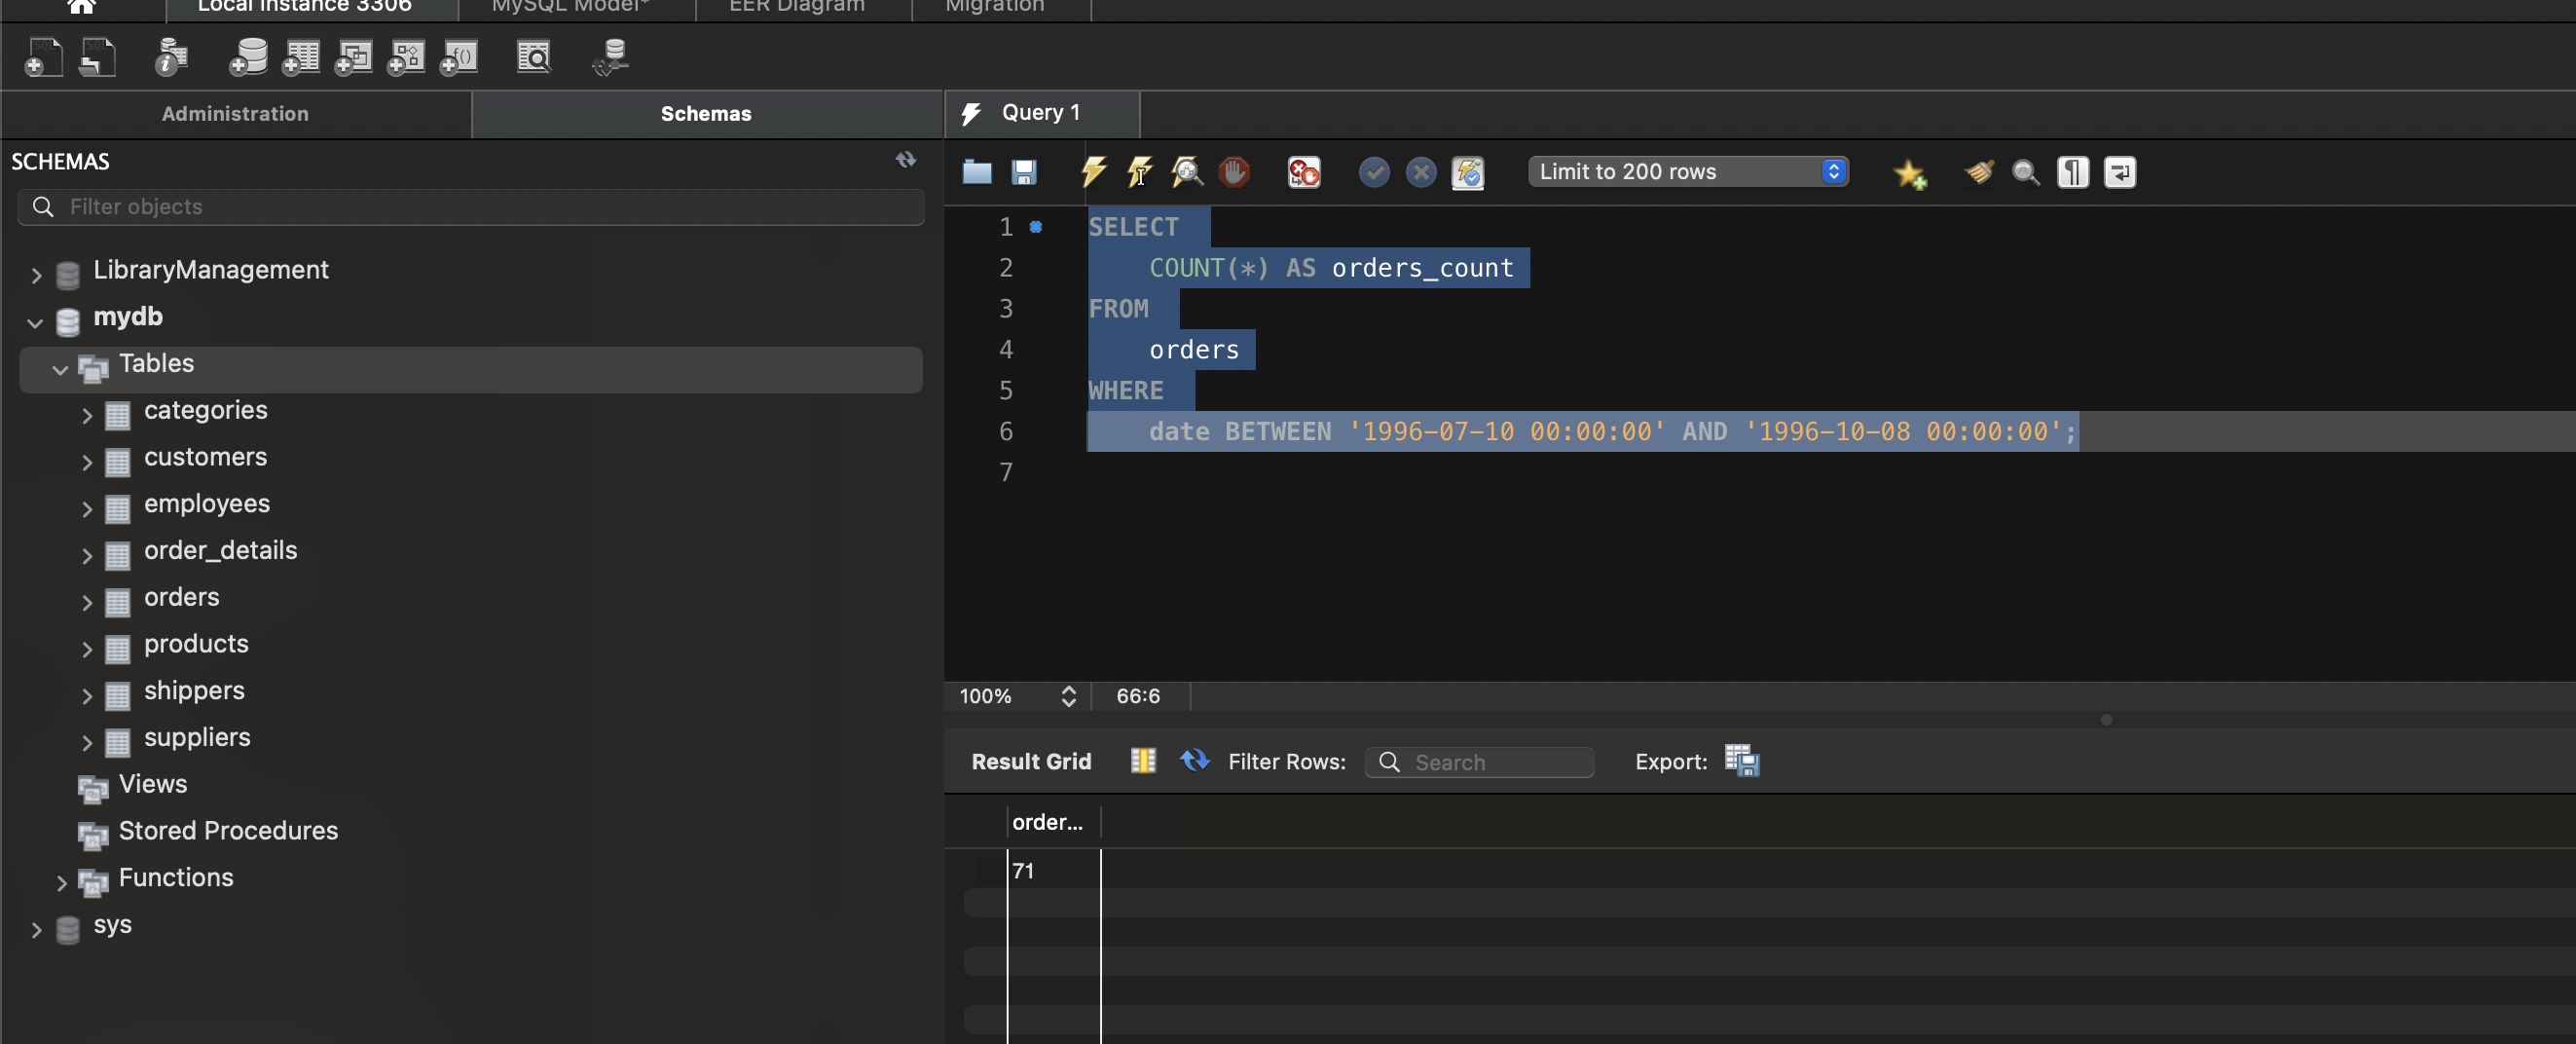 Local instance 3306
MySQL Model*
EER Diagram
Migration
Administration
Schemas
Query 1
SCHEMAS
Filter objects
LibraryManagement
mydb
Tables
categories
customers
employees
order_details
orders
products
shippers
suppliers
Views
Stored Procedures
Functions
sys
Limit to 200 rows
1 SELECT
2 COUNT(*) AS orders_count
3 FROM
4 orders
5 WHERE
6 date BETWEEN '1996-07-10 00:00:00' AND '1996-10-08 00:00:00';
7
100% 66:6
Result Grid Filter Rows: Search Export:
order...
71